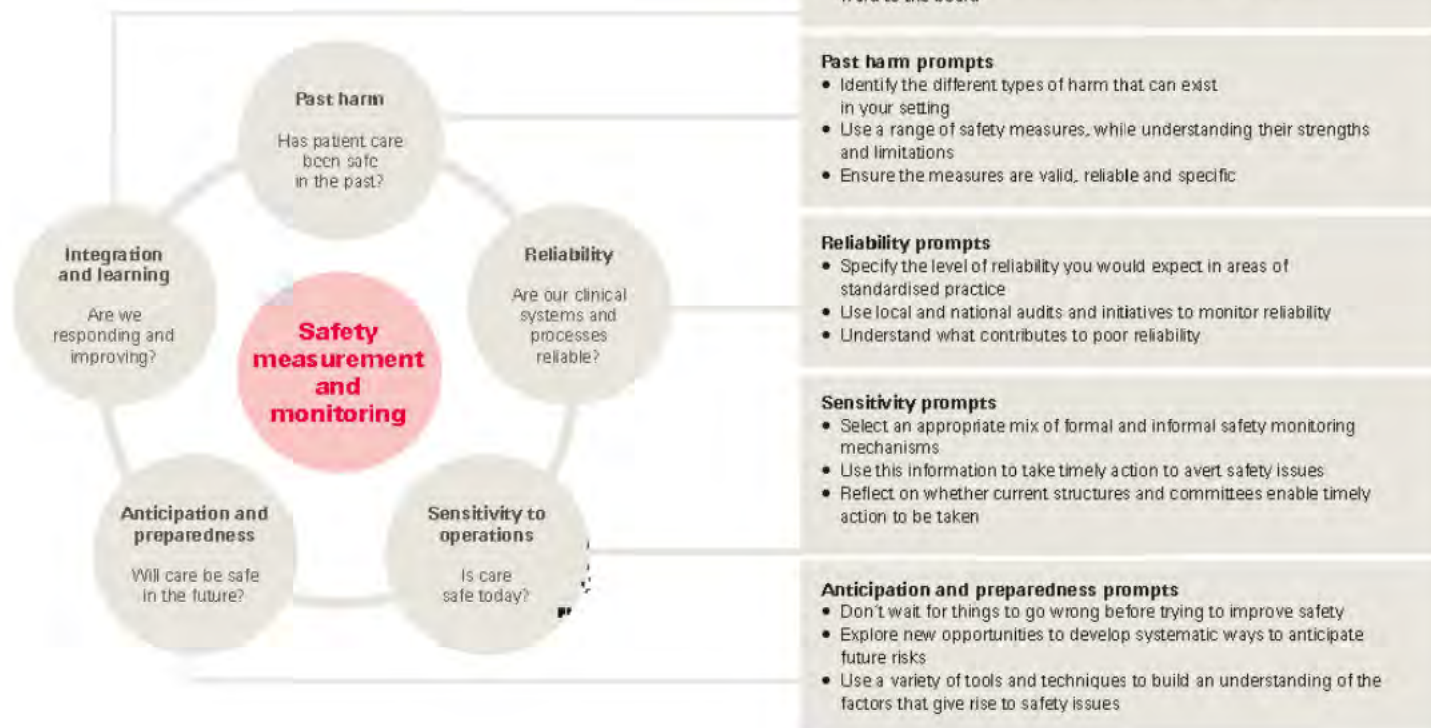 Past harm
Has patient care
been safe
in the past?
Integration
and learning
Are we
responding and
improving?
Reliability
Are our clinical
systems and
processes
reliable?
Safety
measurement
and
monitoring
Anticipation and
preparedness
Will care be safe
in the future?
Sensitivity to
operations
Is care
safe today?
Past harm prompts
• Identify the different types of harm that can exist
in your setting
• Use a range of safety measures, while understanding their strengths
and limitations
• Ensure the measures are valid, reliable and specific
Reliability prompts
• Specify the level of reliability you would expect in areas of
standardised practice
• Use local and national audits and initiatives to monitor reliability
• Understand what contributes to poor reliability
Sensitivity prompts
• Select an appropriate mix of formal and informal safety monitoring
mechanisms
• Use this information to take timely action to avert safety issues
• Reflect on whether current structures and committees enable timely
action to be taken
Anticipation and preparedness prompts
• Don't wait for things to go wrong before trying to improve safety
• Explore new opportunities to develop systematic ways to anticipate
future risks
• Use a variety of tools and techniques to build an understanding of the
factors that give rise to safety issues